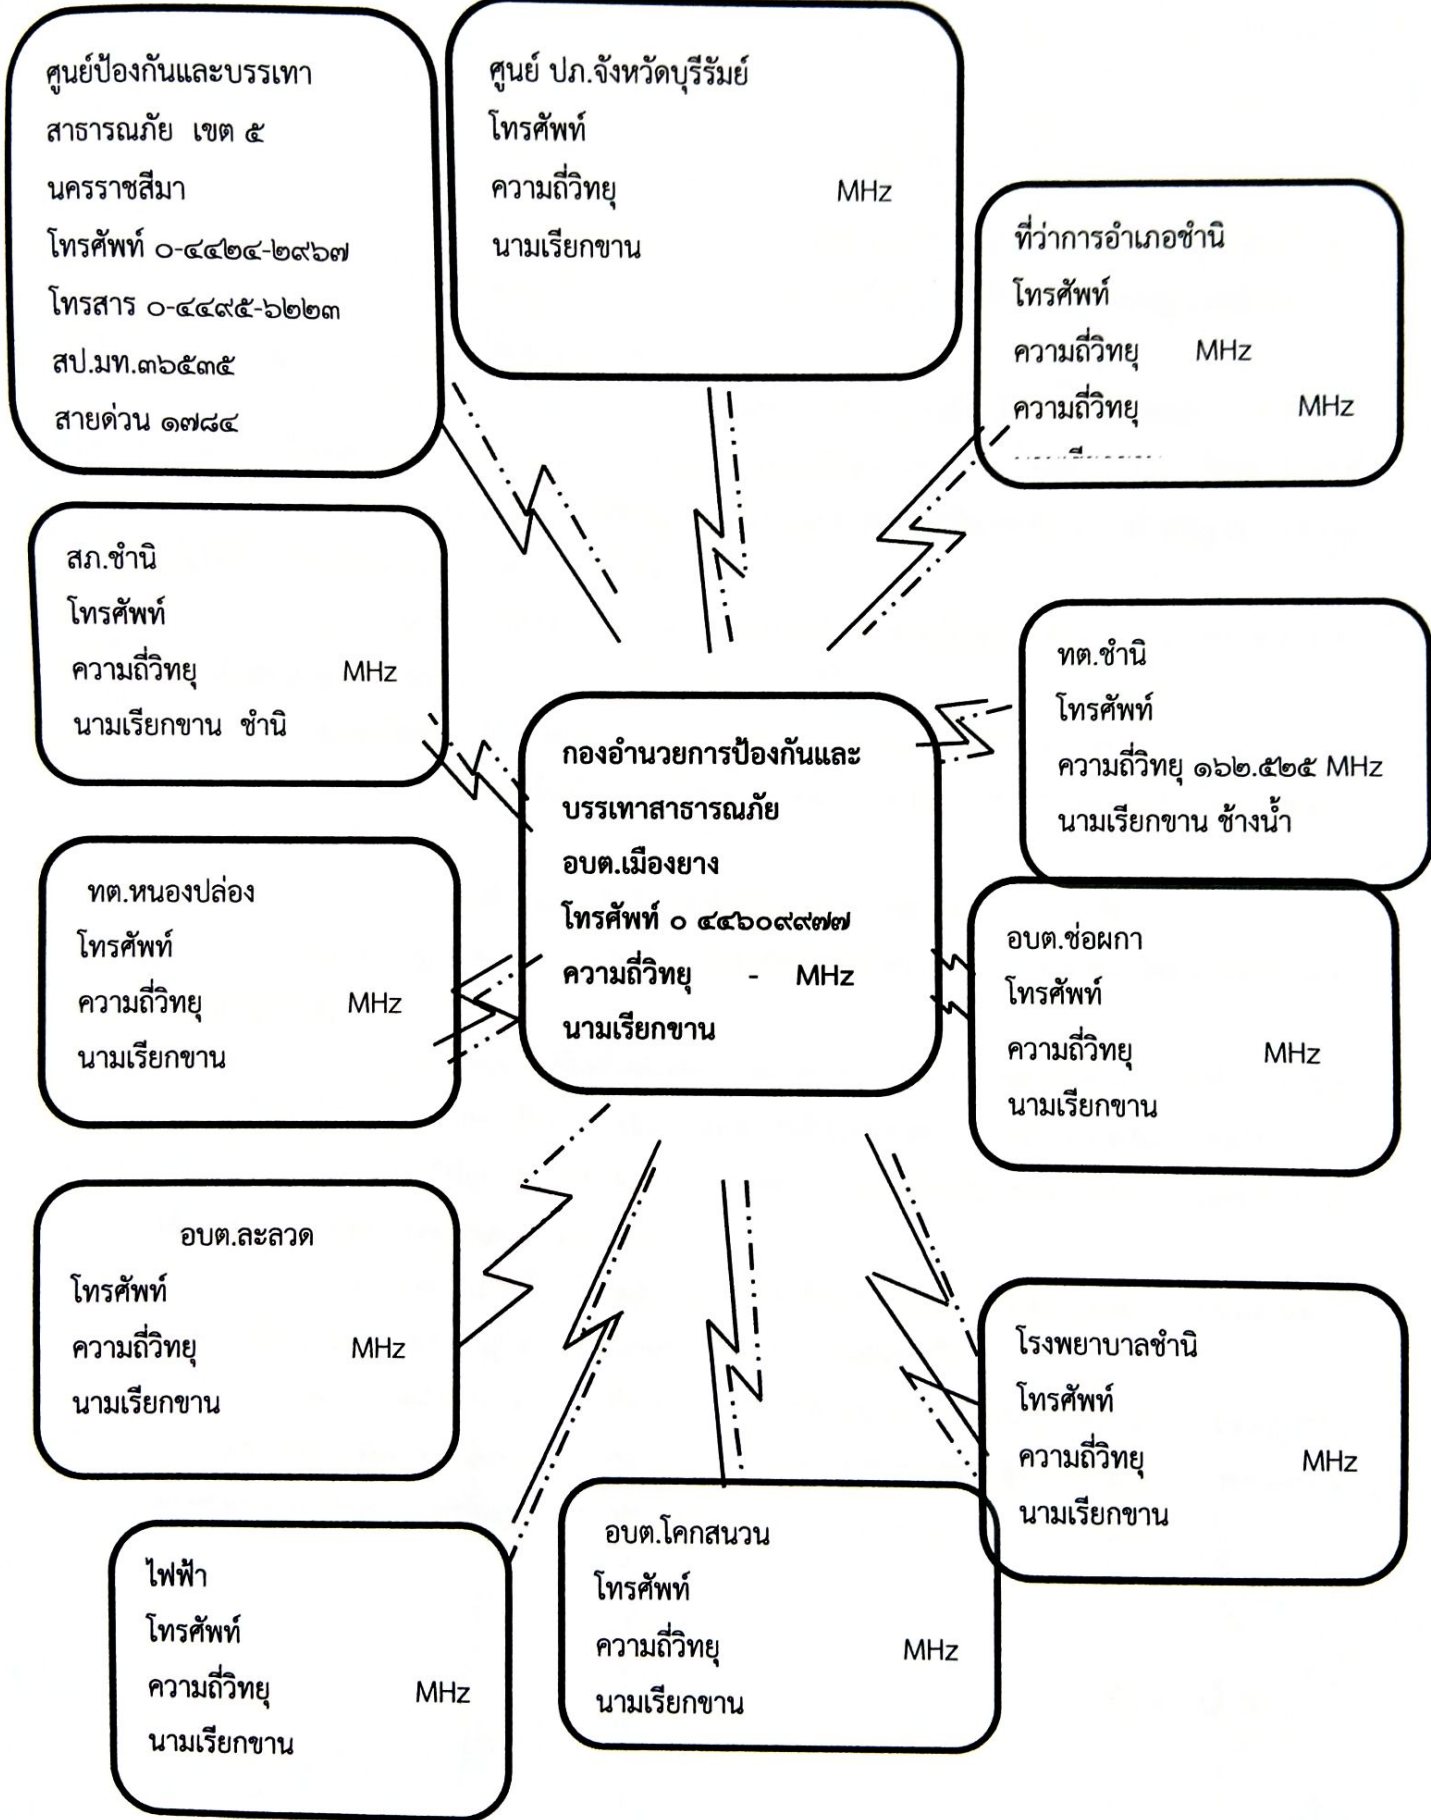 ศูนย์ป้องกันและบรรเทา
สาธารณภัย เขต ๕
นครราชสีมา
โทรศัพท์ ๐-๔๔๒๔-๒๙๖๗
โทรสาร ๐-๔๔๙๕-๖๒๒๓
สป.มท.๓๖๕๓๕
สายด่วน ๑๗๘๔
ศูนย์ ปภ.จังหวัดบุรีรัมย์
โทรศัพท์
ความถี่วิทยุ MHz
นามเรียกขาน
ที่ว่าการอำเภอชำนิ
โทรศัพท์
ความถี่วิทยุ MHz
ความถี่วิทยุ MHz
สภ.ชำนิ
โทรศัพท์
ความถี่วิทยุ MHz
นามเรียกขาน ชำนิ
ทต.ชำนิ
โทรศัพท์
ความถี่วิทยุ ๑๖๒.๕๒๕ MHz
นามเรียกขาน ช้างน้ำ
กองอำนวยการป้องกันและ
บรรเทาสาธารณภัย
อบต.เมืองยาง
โทรศัพท์ ๐ ๔๔๖๐๙๙๗๗
ความถี่วิทยุ - MHz
นามเรียกขาน
ทต.หนองปล่อง
โทรศัพท์
ความถี่วิทยุ MHz
นามเรียกขาน
อบต.ช่อผกา
โทรศัพท์
ความถี่วิทยุ MHz
นามเรียกขาน
อบต.ละลวด
โทรศัพท์
ความถี่วิทยุ MHz
นามเรียกขาน
โรงพยาบาลชำนิ
โทรศัพท์
ความถี่วิทยุ MHz
นามเรียกขาน
ไฟฟ้า
โทรศัพท์
ความถี่วิทยุ MHz
นามเรียกขาน
อบต.โคกสนวน
โทรศัพท์
ความถี่วิทยุ MHz
นามเรียกขาน